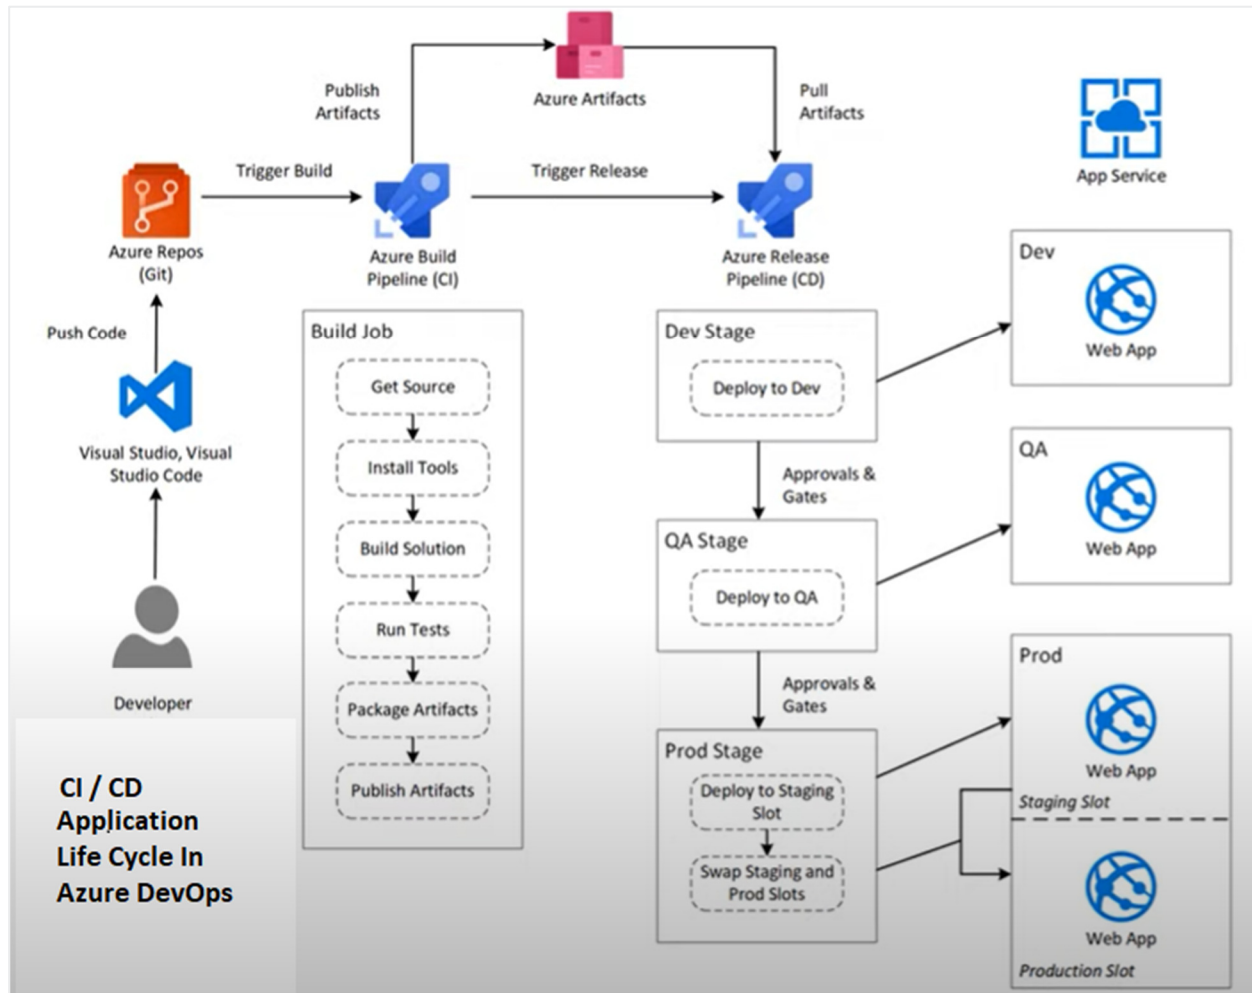 Publish
Artifacts
Azure Artifacts
Pull
Artifacts
App Service
Trigger Build
Trigger Release
Azure Repos
(Git)
Azure Build
Pipeline (CI)
Azure Release
Pipeline (CD)
Push Code
Visual Studio, Visual
Studio Code
Developer
CI / CD
Application
Life Cycle In
Azure DevOps
Build Job
Get Source
Install Tools
Build Solution
Run Tests
Package Artifacts
Publish Artifacts
Dev Stage
Deploy to Dev
Approvals &
Gates
QA Stage
Deploy to QA
Approvals &
Gates
Prod Stage
Deploy to Staging
Slot
Swap Staging and
Prod Slots
Dev
Web App
QA
Web App
Prod
Web App
Staging Slot
Web App
Production Slot